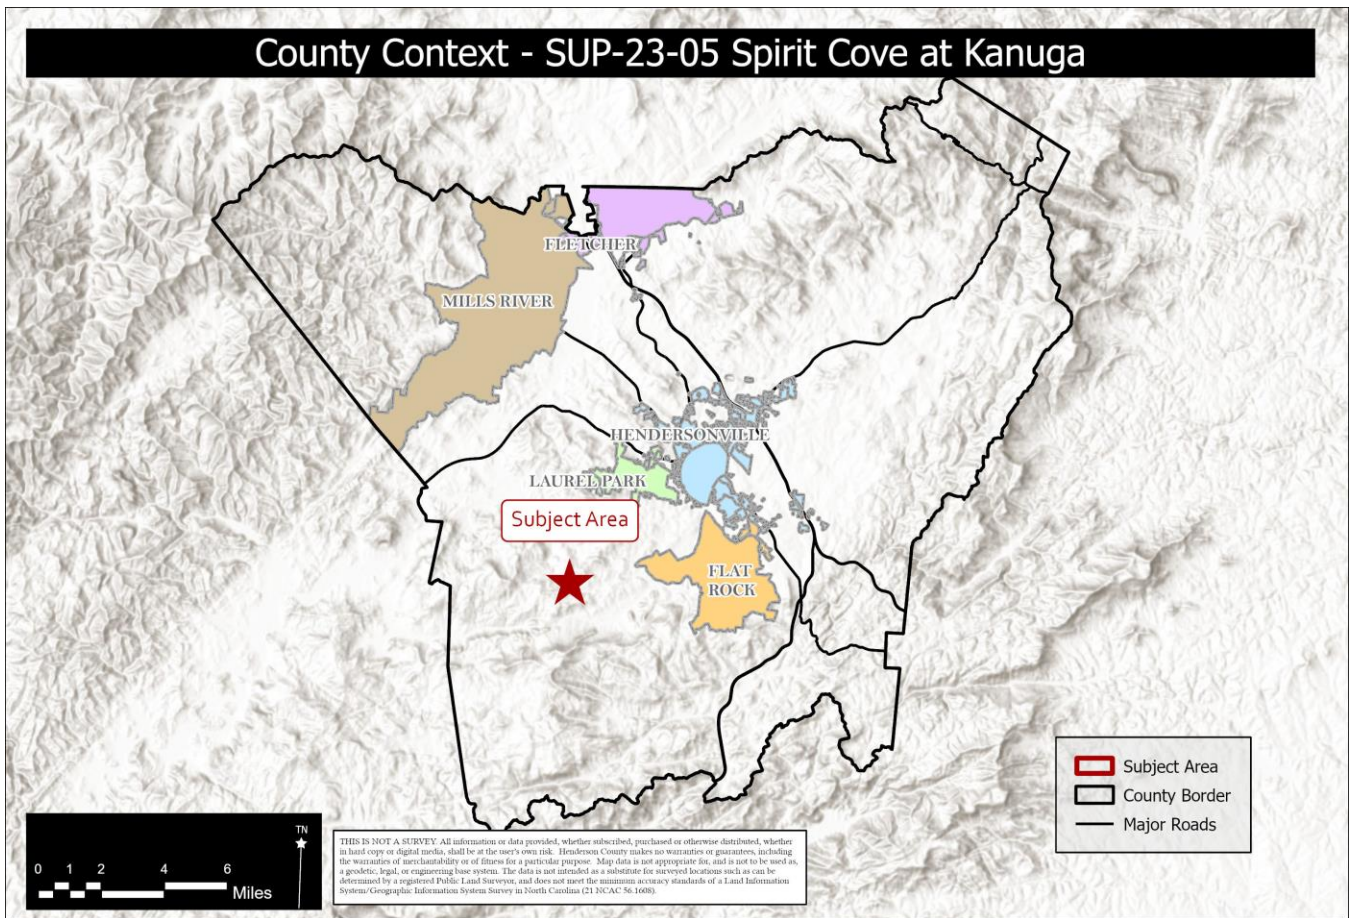 County Context - SUP-23-05 Spirit Cove at Kanuga
FLETCHER
MILLS RIVER
HENDERSONVILLE
LAUREL PARK
Subject Area
FLAT
ROCK
Subject Area
County Border
Major Roads
TN
0 1 2 4 6
Miles
THIS IS NOT A SURVEY. All information or data provided, whether subscribed, purchased or otherwise distributed, whether
in hard copy or digital media, shall be at the user's own risk. Henderson County makes no warranties or guarantees, including
the warranties of merchantability or of fitness for a particular purpose. Map data is not appropriate for, and is not to be used as,
a geodetic, legal, or engineering base system. The data is not intended as a substitute for surveyed locations such as can be
determined by a registered Public Land Surveyor, and does not meet the minimum accuracy standards of a Land Information
System/Geographic Information System Survey in North Carolina (21 NCAC 56.1608).